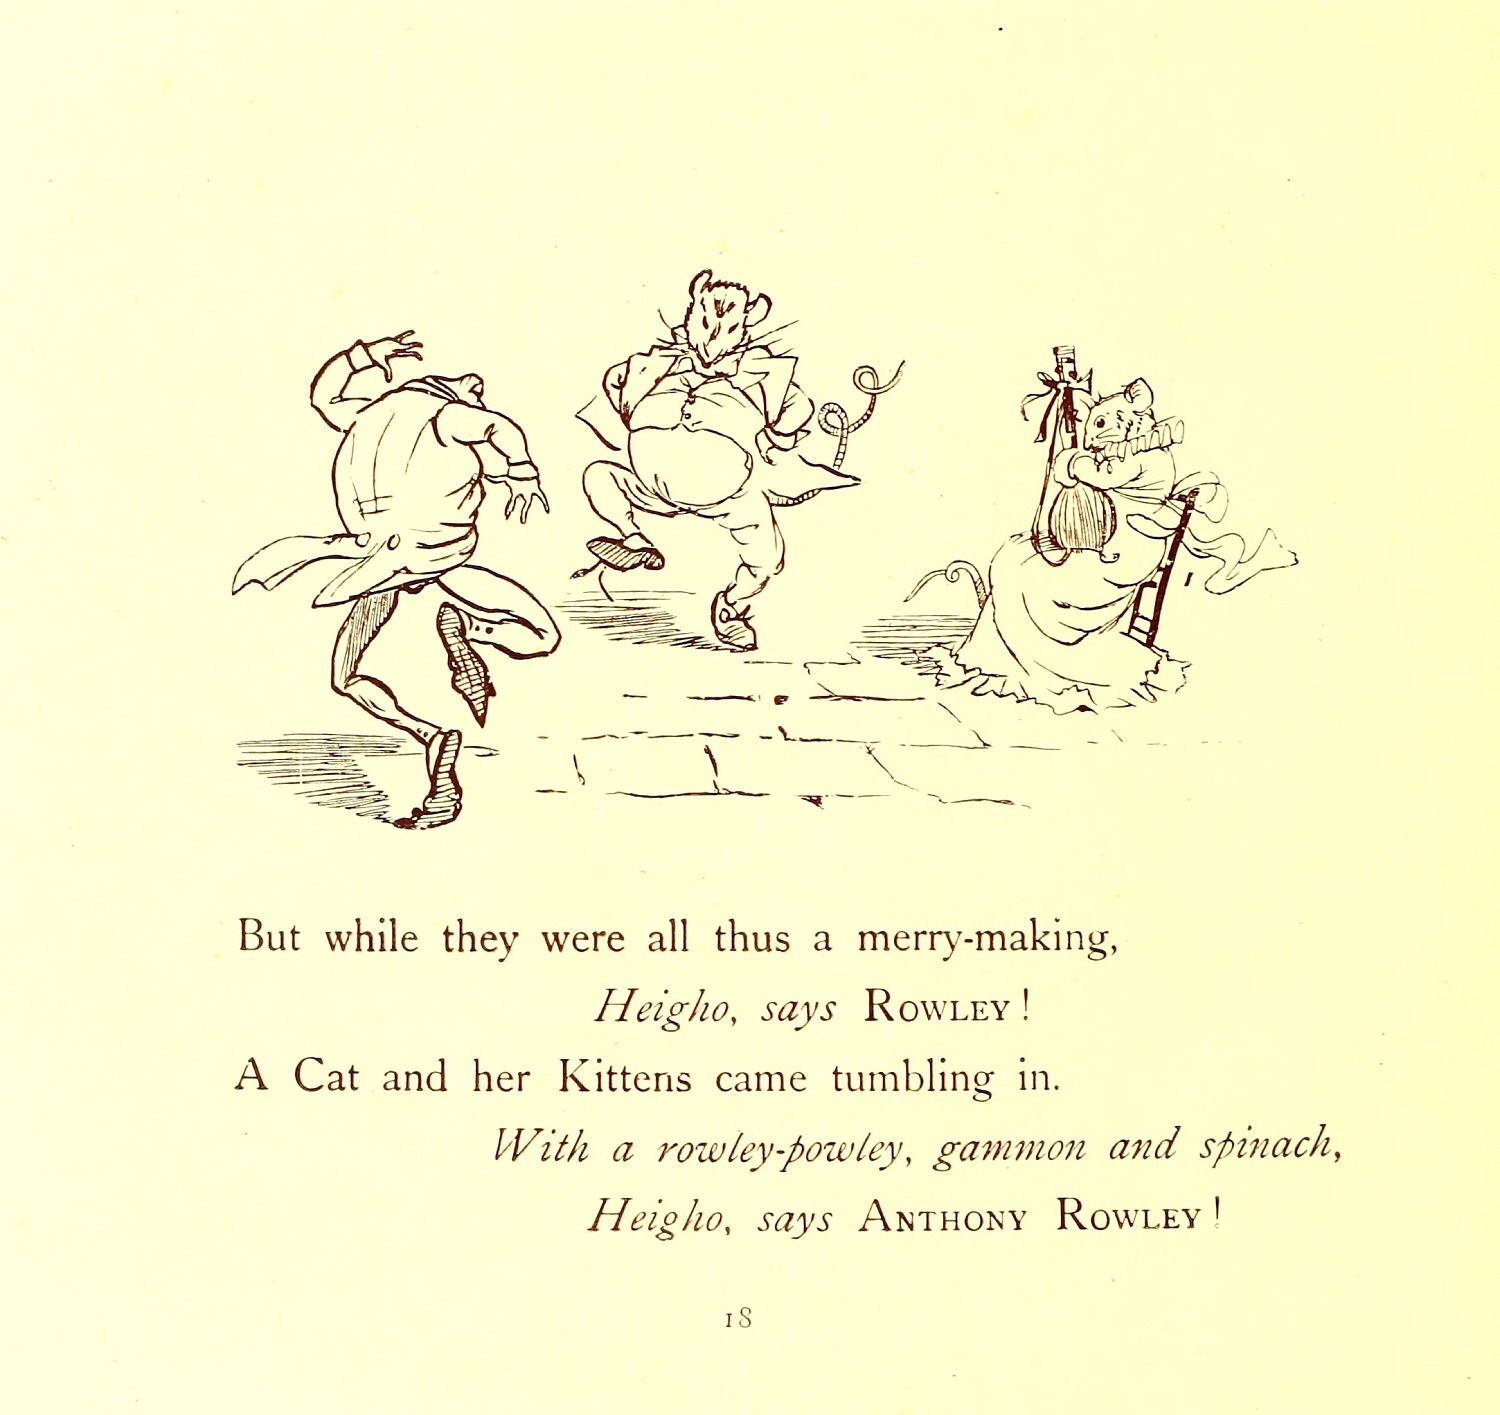 But while they were all thus a merry-making,
Heigho, says ROWLEY!
A Cat and her Kittens came tumbling in.
With a rowley-powley, gammon and spinach,
Heigho, says ANTHONY ROWLEY!
18